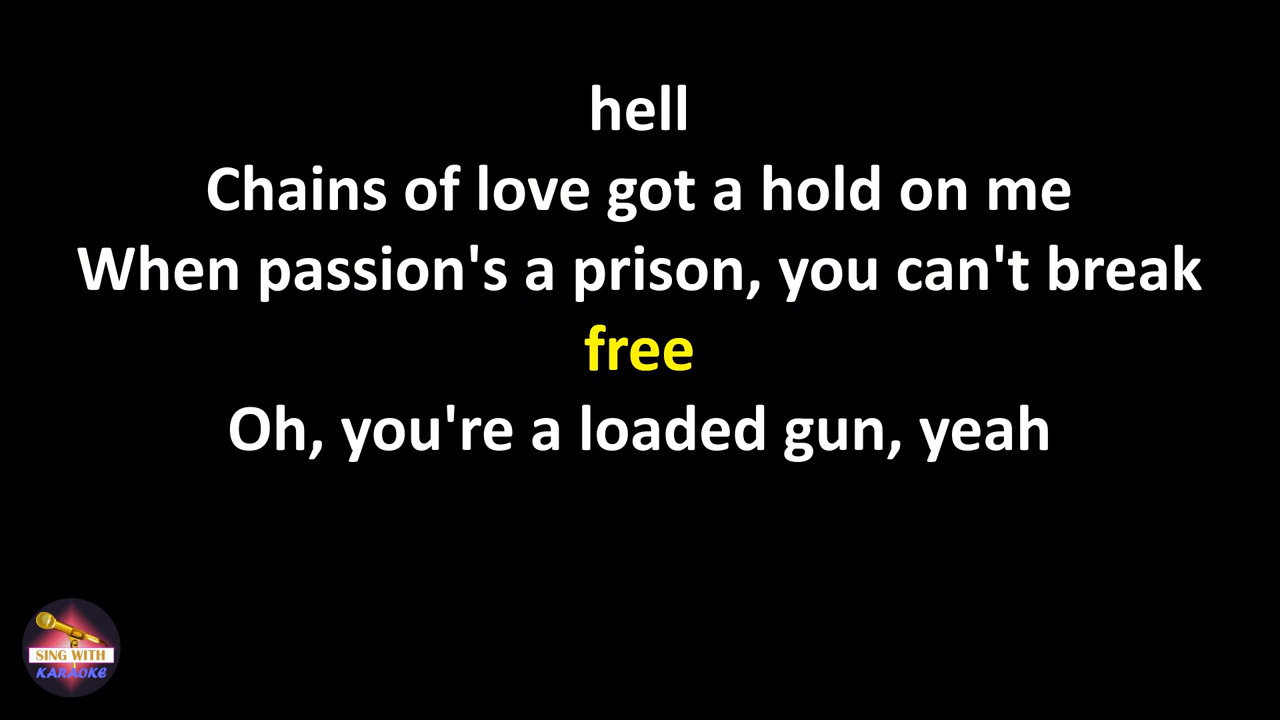 hell
Chains of love got a hold on me
When passion's a prison, you can't break
free
Oh, you're a loaded gun, yeah
SING WITH
KARAOKE